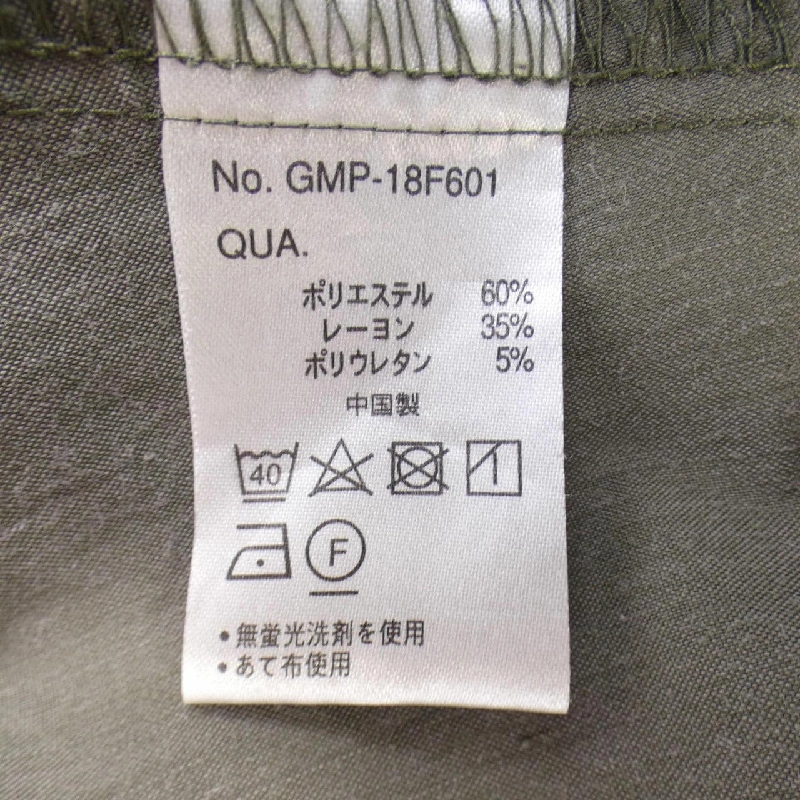 No. GMP-18F601
QUA.
ポリエステル 60%
レーヨン 35%
ポリウレタン 5%
中国製
40
F
• 無蛍光洗剤を使用
• あて布使用